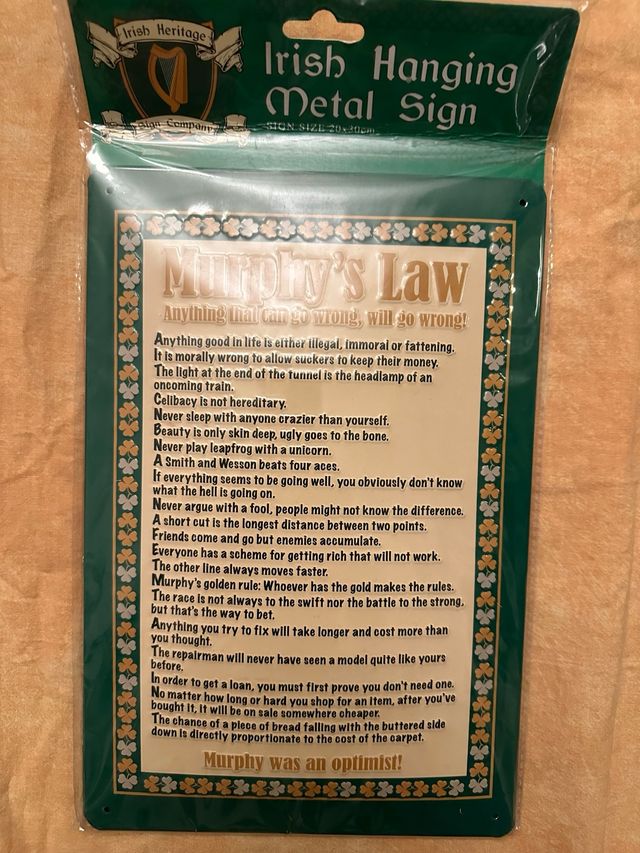 Irish Heritage
Sign Company
Irish Hanging
Metal Sign
SIGN SIZE 20x30cm
Murphy's Law
Anything that can go wrong, will go wrong!
Anything good in life is either illegal, immoral or fattening.
It is morally wrong to allow suckers to keep their money.
The light at the end of the tunnel is the headlamp of an
oncoming train.
Celibacy is not hereditary.
Never sleep with anyone crazier than yourself.
Beauty is only skin deep, ugly goes to the bone.
Never play leapfrog with a unicorn.
A Smith and Wesson beats four aces.
If everything seems to be going well, you obviously don't know
what the hell is going on.
Never argue with a fool, people might not know the difference.
A short cut is the longest distance between two points.
Friends come and go but enemies accumulate.
Everyone has a scheme for getting rich that will not work.
The other line always moves faster.
Murphy's golden rule: Whoever has the gold makes the rules.
The race is not always to the swift nor the battle to the strong,
but that's the way to bet.
Anything you try to fix will take longer and cost more than
you thought.
The repairman will never have seen a model quite like yours
before.
In order to get a loan, you must first prove you don't need one.
No matter how long or hard you shop for an item, after you've
bought it, it will be on sale somewhere cheaper.
The chance of a piece of bread falling with the buttered side
down is directly proportionate to the cost of the carpet.
Murphy was an optimist!